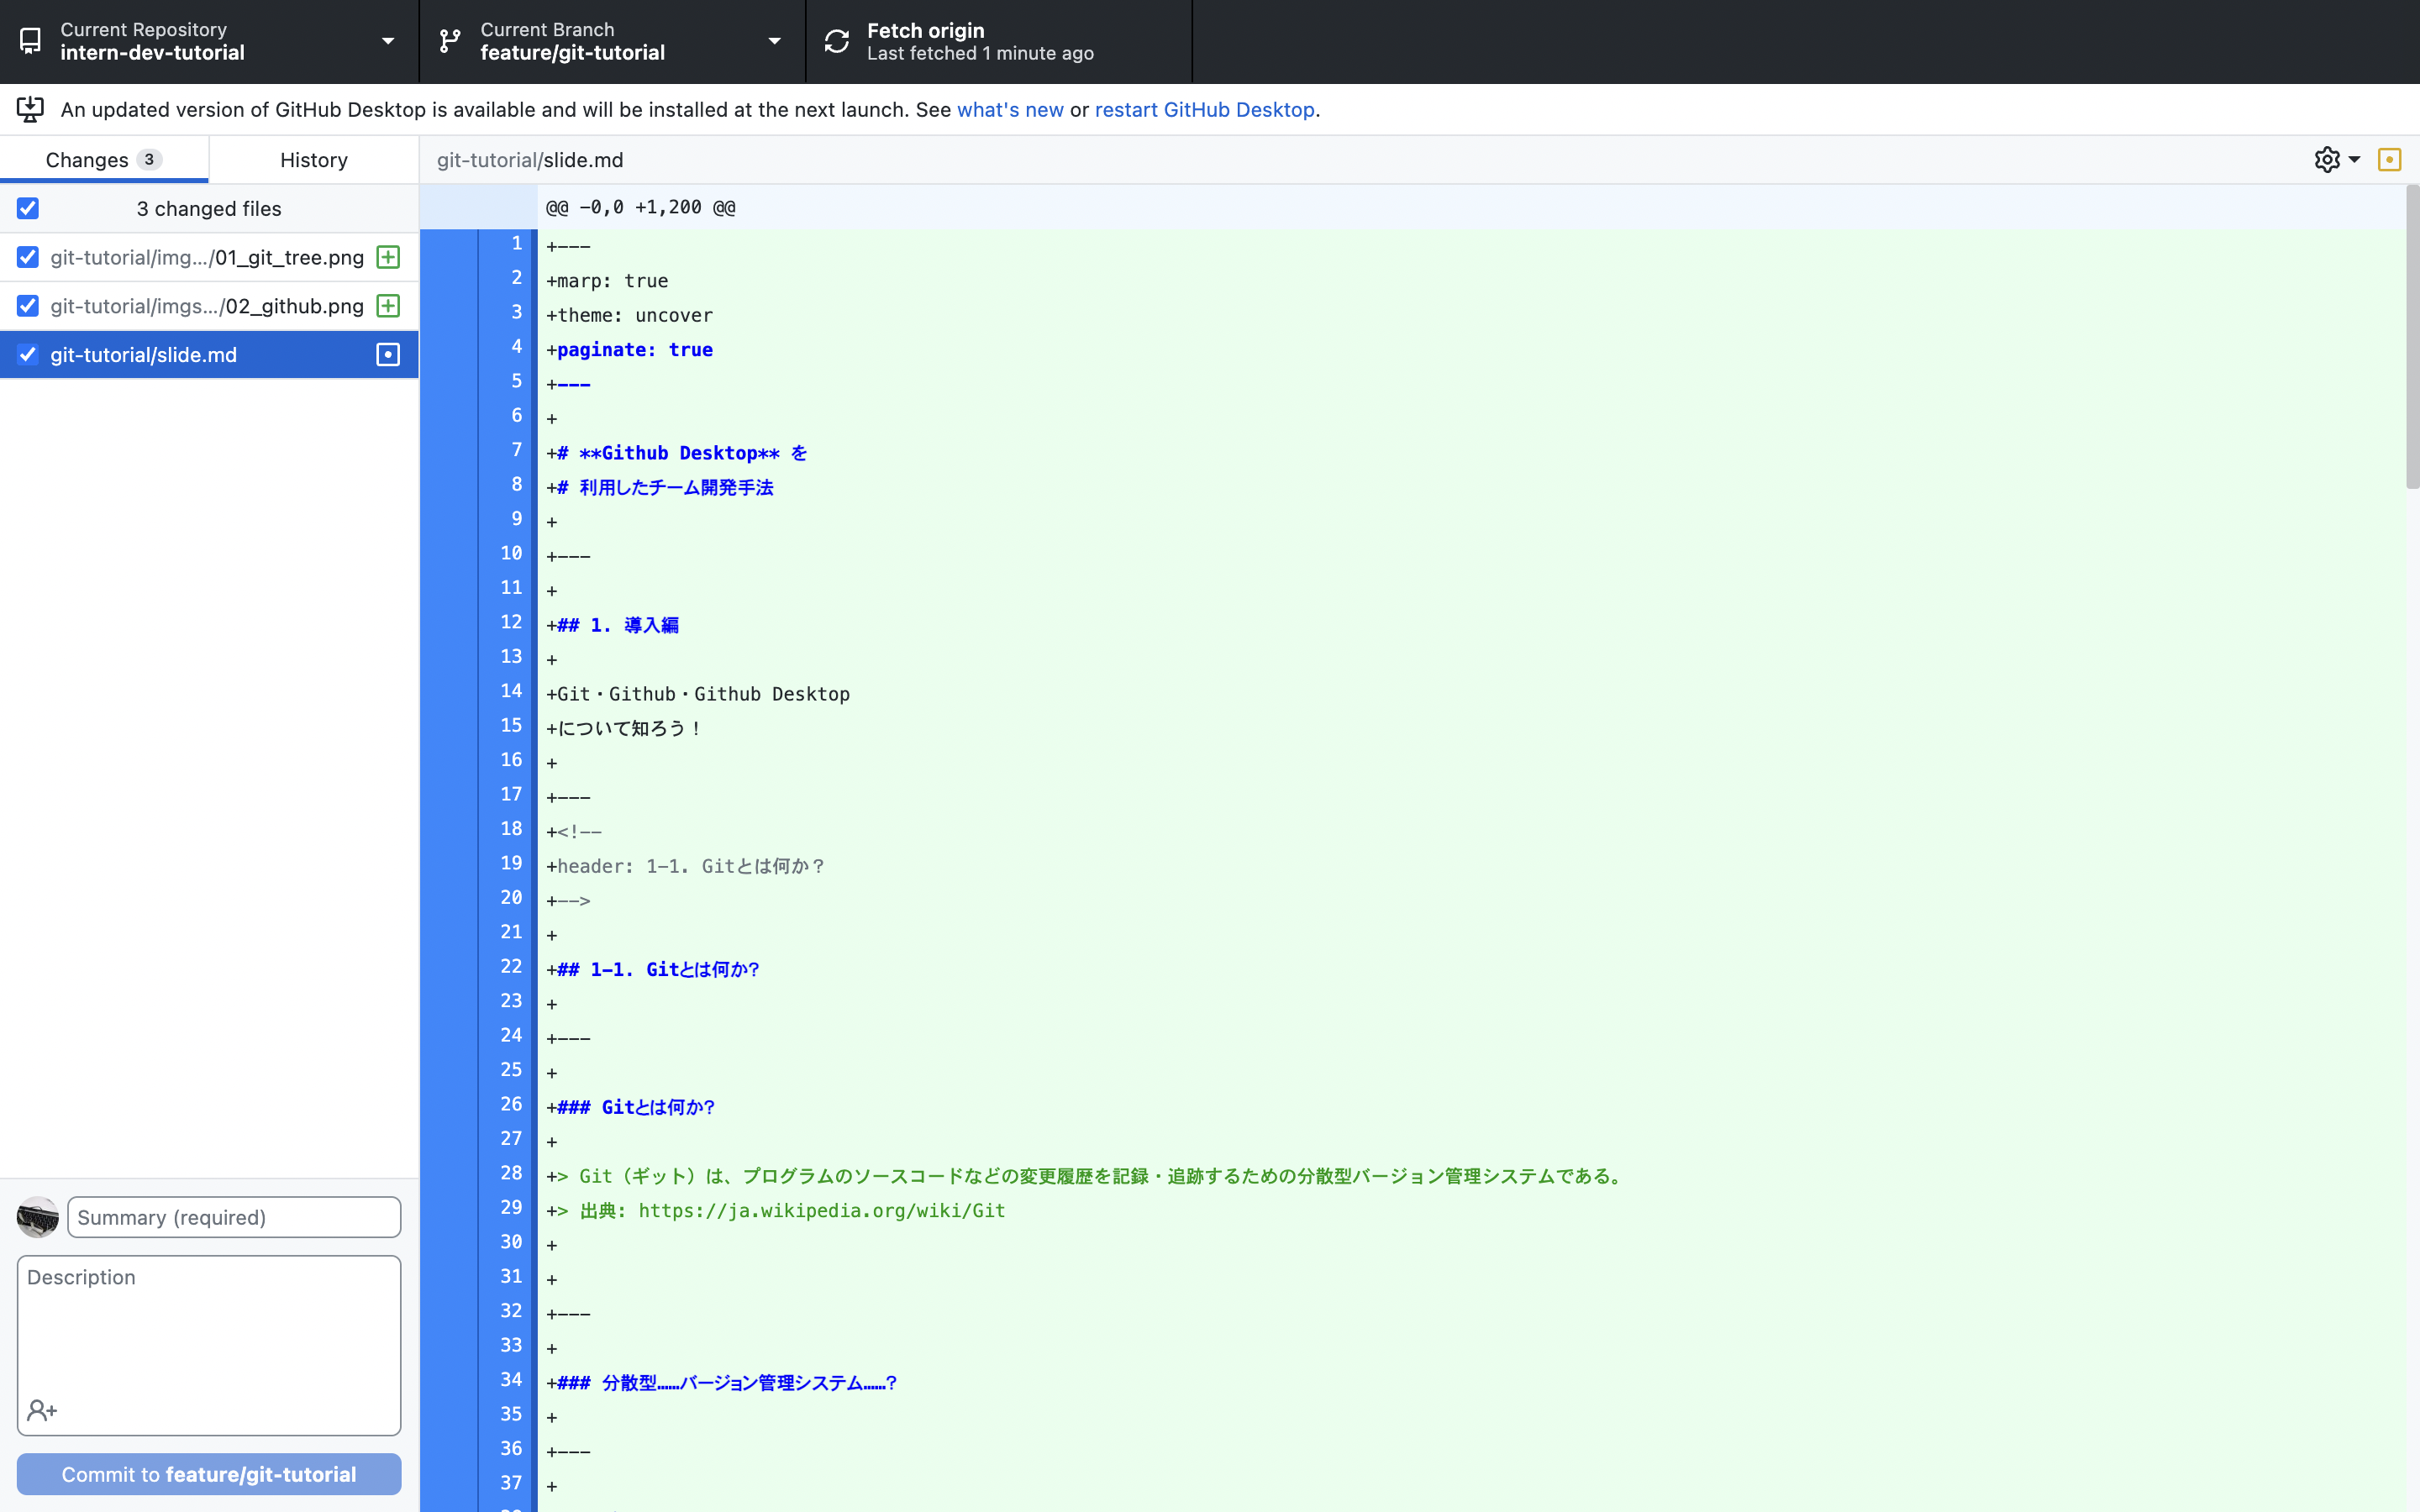 Current Repository
intern-dev-tutorial
Current Branch
feature/git-tutorial
Fetch origin
Last fetched 1 minute ago
An updated version of GitHub Desktop is available and will be installed at the next launch. See what's new or restart GitHub Desktop.
Changes 3
History
git-tutorial/slide.md
3 changed files
git-tutorial/img.../01_git_tree.png
git-tutorial/imgs.../02_github.png
git-tutorial/slide.md
Summary (required)
Description
Commit to feature/git-tutorial
@@ -0,0 +1,200 @@
1 +---
2 +marp: true
3 +theme: uncover
4 +paginate: true
5 +---
6 +
7 +# **Github Desktop** を
8 +# 利用したチーム開発手法
9 +
10 +---
11 +
12 +## 1. 導入編
13 +
14 +Git・Github・Github Desktop
15 +について知ろう！
16 +
17 +---
18 +<!--
19 +header: 1-1. Gitとは何か？
20 +-->
21 +
22 +## 1-1. Gitとは何か?
23 +
24 +---
25 +
26 +### Gitとは何か?
27 +
28 +> Git（ギット）は、プログラムのソースコードなどの変更履歴を記録・追跡するための分散型バージョン管理システムである。
29 +> 出典: https://ja.wikipedia.org/wiki/Git
30 +
31 +
32 +---
33 +
34 +### 分散型……バージョン管理システム……?
35 +
36 +---
37 +